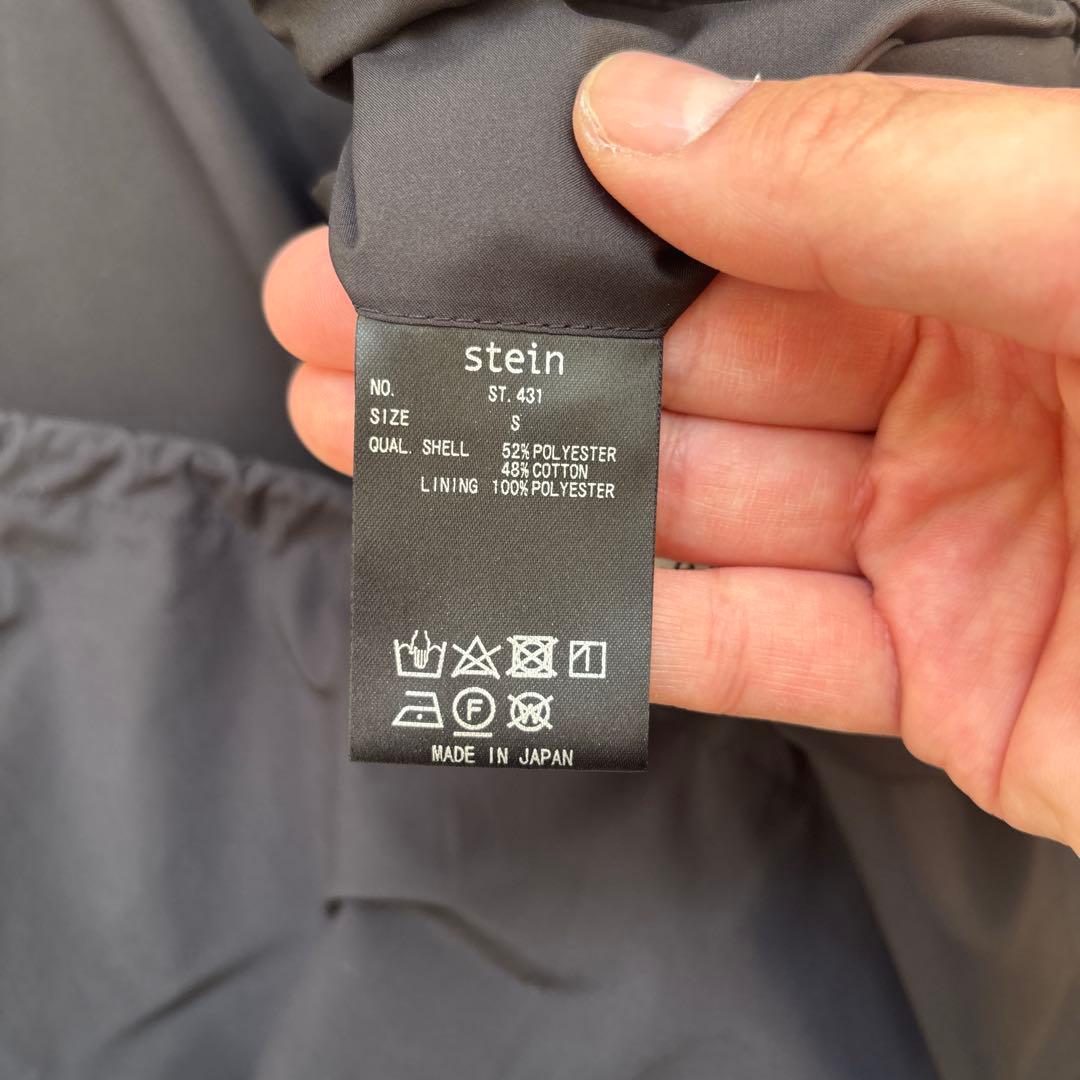 stein
NO. ST.431
SIZE S
QUAL. SHELL 52%POLYESTER
48%COTTON
LINING 100%POLYESTER
F W
MADE IN JAPAN